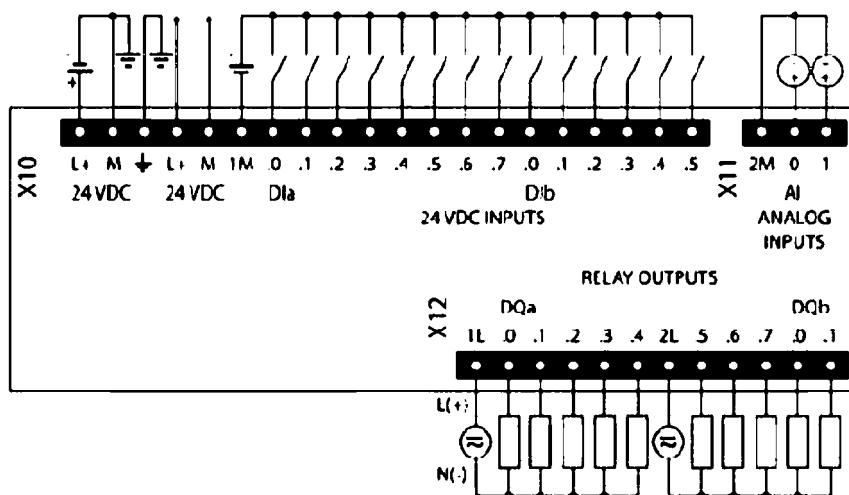 X10
L+ M L+ M 1M .0 .1 .2 .3 .4 .5 .6 .7 .0 .1 .2 .3 .4 .5
24 VDC 24 VDC DIa DIb
24 VDC INPUTS
X11
2M 0 1
AI
ANALOG
INPUTS
RELAY OUTPUTS
X12
DQa DQb
1L .0 .1 .2 .3 .4 2L .5 .6 .7 .0 .1
L(+)
N(-)